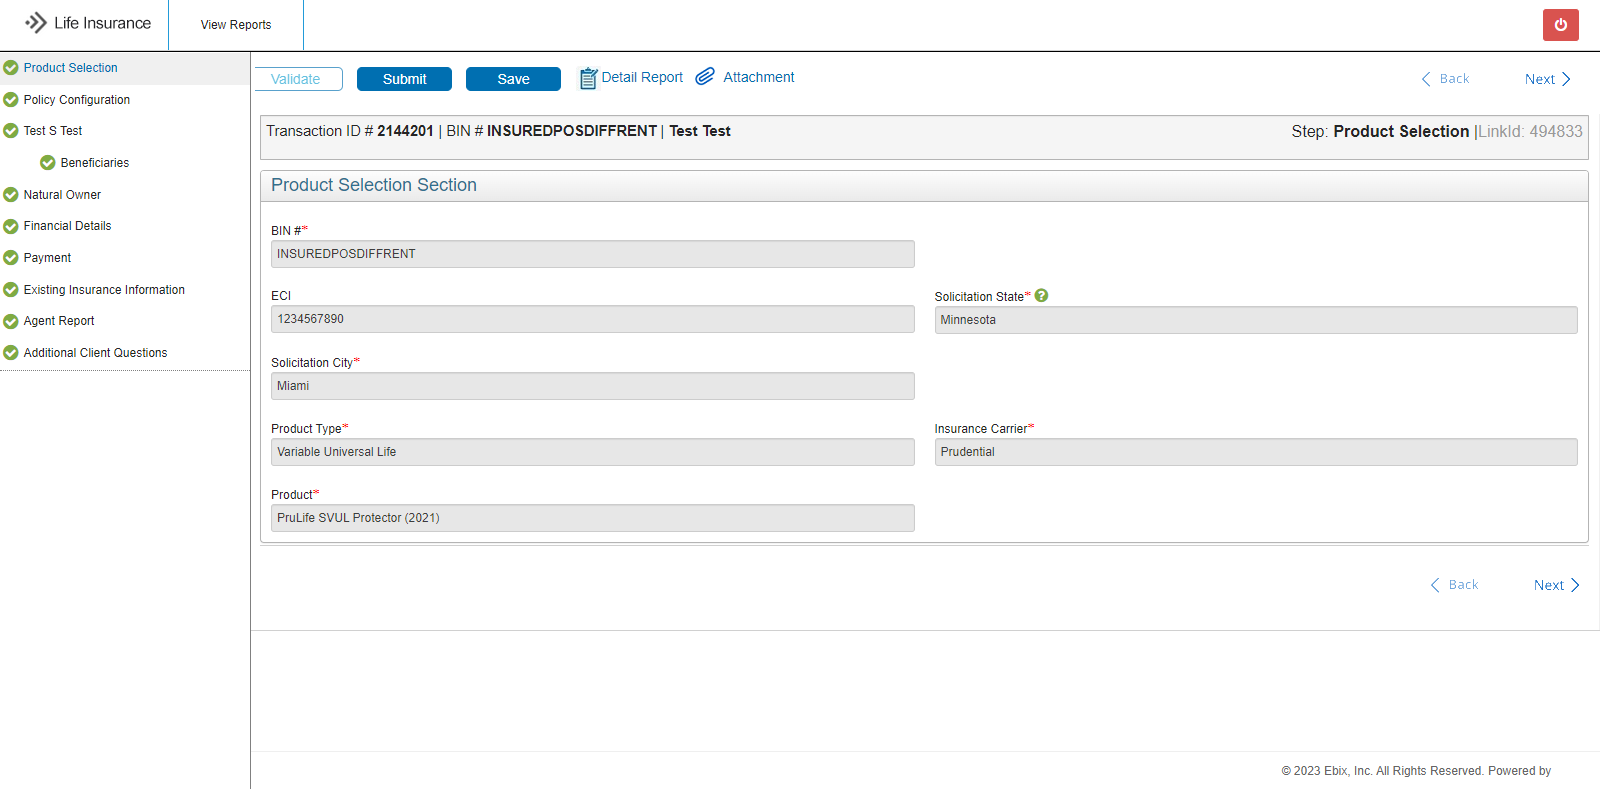 Life Insurance
View Reports
Product Selection
Policy Configuration
Test S Test
Beneficiaries
Natural Owner
Financial Details
Payment
Existing Insurance Information
Agent Report
Additional Client Questions
Validate
Submit
Save
Detail Report
Attachment
Back
Next
Transaction ID # 2144201 | BIN # INSUREDPOSDIFFRENT | Test Test
Step: Product Selection |LinkId: 494833
Product Selection Section
BIN #*
INSUREDPOSDIFFRENT
ECI
1234567890
Solicitation State* ?
Minnesota
Solicitation City*
Miami
Product Type*
Variable Universal Life
Insurance Carrier*
Prudential
Product*
PruLife SVUL Protector (2021)
Back
Next
© 2023 Ebix, Inc. All Rights Reserved. Powered by